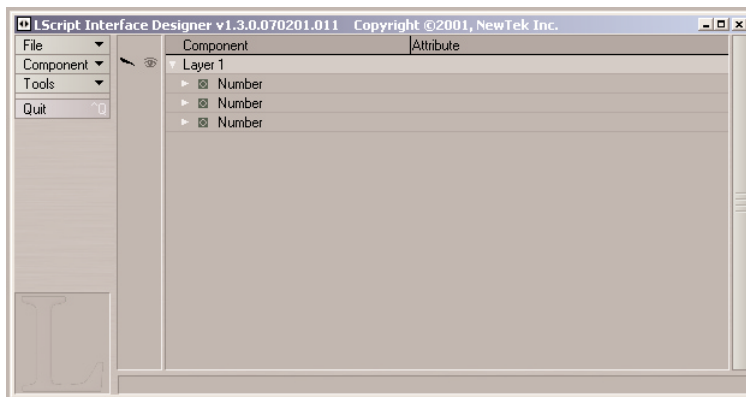 LScript Interface Designer v1.3.0.070201.011 Copyright ©2001, NewTek Inc.
File
Component
Tools
Quit ^Q
Component Attribute
Layer 1
Number
Number
Number
L